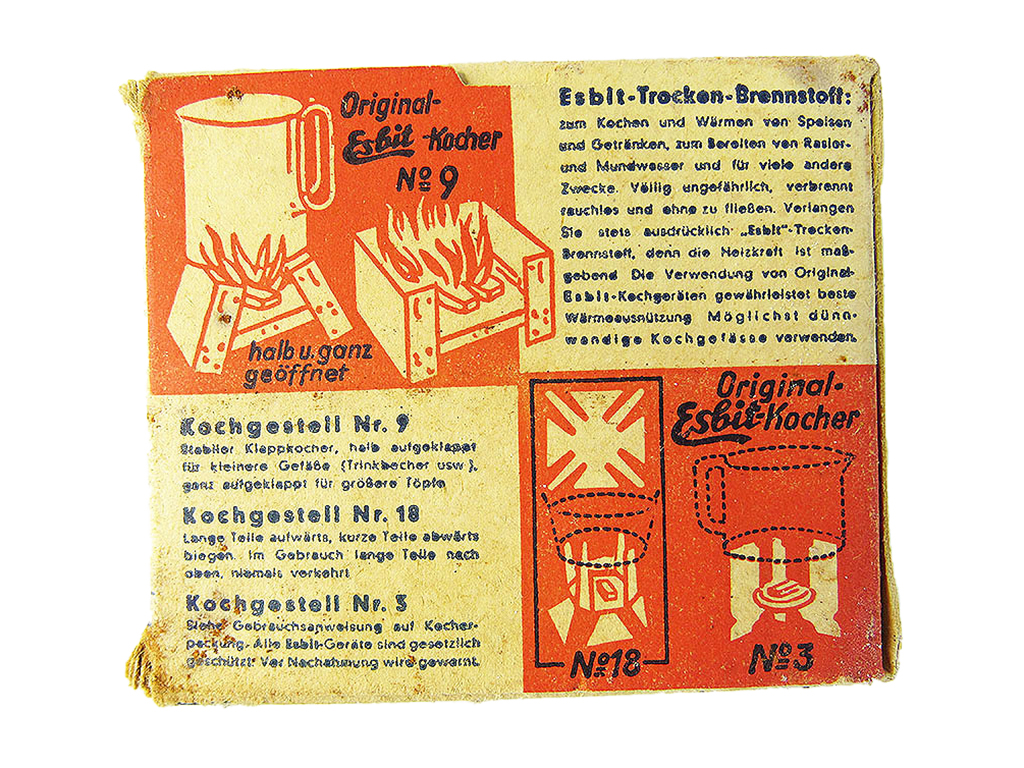 Original-
Esbit-Kocher
No 9
halb u. ganz
geöffnet
Esbit-Trocken-Brennstoff:
zum Kochen und Wärmen von Speisen
und Getränken, zum Bereiten von Rasier-
und Mundwasser und für viele andere
Zwecke. Völlig ungefährlich, verbrennt
rauchlos und ohne zu fließen. Verlangen
Sie stets ausdrücklich „Esbit“-Trocken-
Brennstoff, denn die Heizkraft ist maß-
gebend. Die Verwendung von Original-
Esbit-Kochgeräten gewährleistet beste
Wärmeausnützung. Möglichst dünn-
wandige Kochgefässe verwenden.
Kochgestell Nr. 9
Stabiler Klappkocher, halb aufgeklappt
für kleinere Gefäße (Trinkbecher usw.),
ganz aufgeklappt für größere Töpfe
Kochgestell Nr. 18
Lange Teile aufwärts, kurze Teile abwärts
biegen. Im Gebrauch lange Teile nach
oben, niemals verkehrt
Kochgestell Nr. 3
Siehe Gebrauchsanweisung auf Kocher-
packung. Alle Esbit-Geräte sind gesetzlich
geschützt! Vor Nachahmung wird gewarnt.
Original-
Esbit-Kocher
No 18
No 3